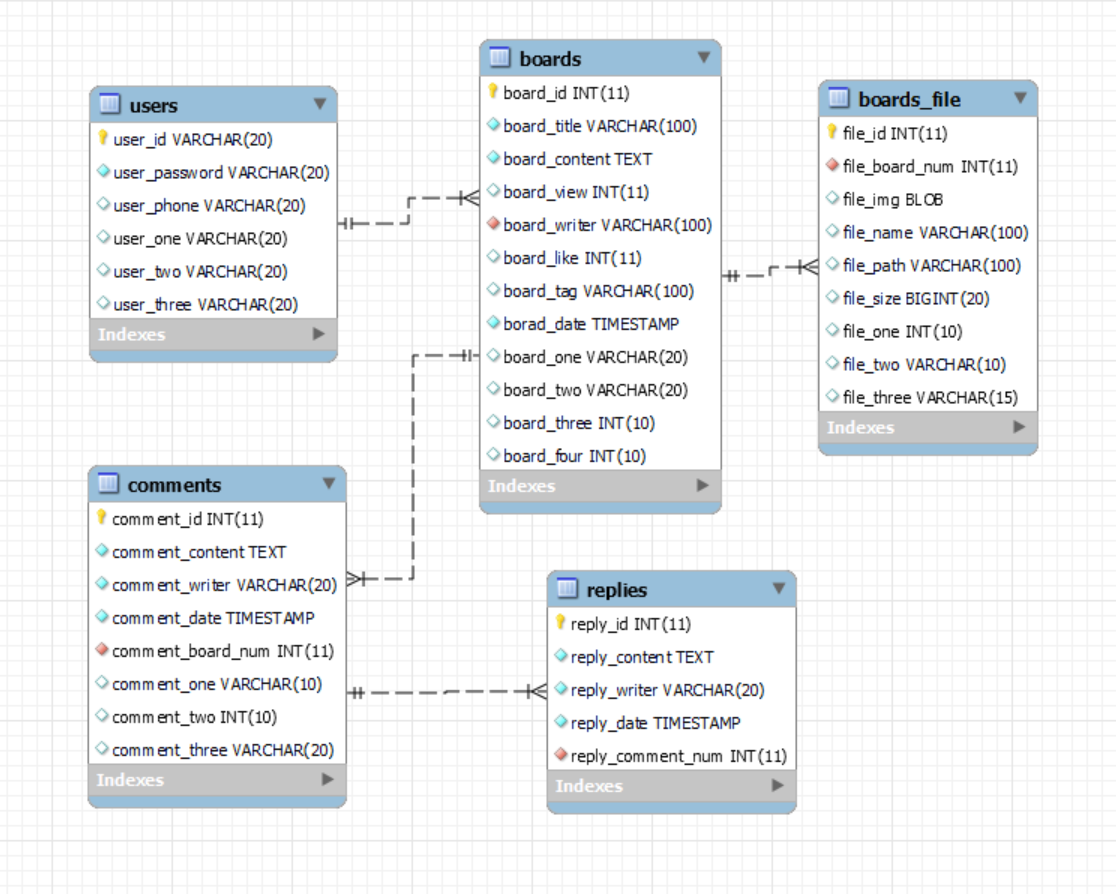 users
user_id VARCHAR(20)
user_password VARCHAR(20)
user_phone VARCHAR(20)
user_one VARCHAR(20)
user_two VARCHAR(20)
user_three VARCHAR(20)
Indexes
boards
board_id INT(11)
board_title VARCHAR(100)
board_content TEXT
board_view INT(11)
board_writer VARCHAR(100)
board_like INT(11)
board_tag VARCHAR(100)
borad_date TIMESTAMP
board_one VARCHAR(20)
board_two VARCHAR(20)
board_three INT(10)
board_four INT(10)
Indexes
boards_file
file_id INT(11)
file_board_num INT(11)
file_img BLOB
file_name VARCHAR(100)
file_path VARCHAR(100)
file_size BIGINT(20)
file_one INT(10)
file_two VARCHAR(10)
file_three VARCHAR(15)
Indexes
comments
comment_id INT(11)
comment_content TEXT
comment_writer VARCHAR(20)
comment_date TIMESTAMP
comment_board_num INT(11)
comment_one VARCHAR(10)
comment_two INT(10)
comment_three VARCHAR(20)
Indexes
replies
reply_id INT(11)
reply_content TEXT
reply_writer VARCHAR(20)
reply_date TIMESTAMP
reply_comment_num INT(11)
Indexes